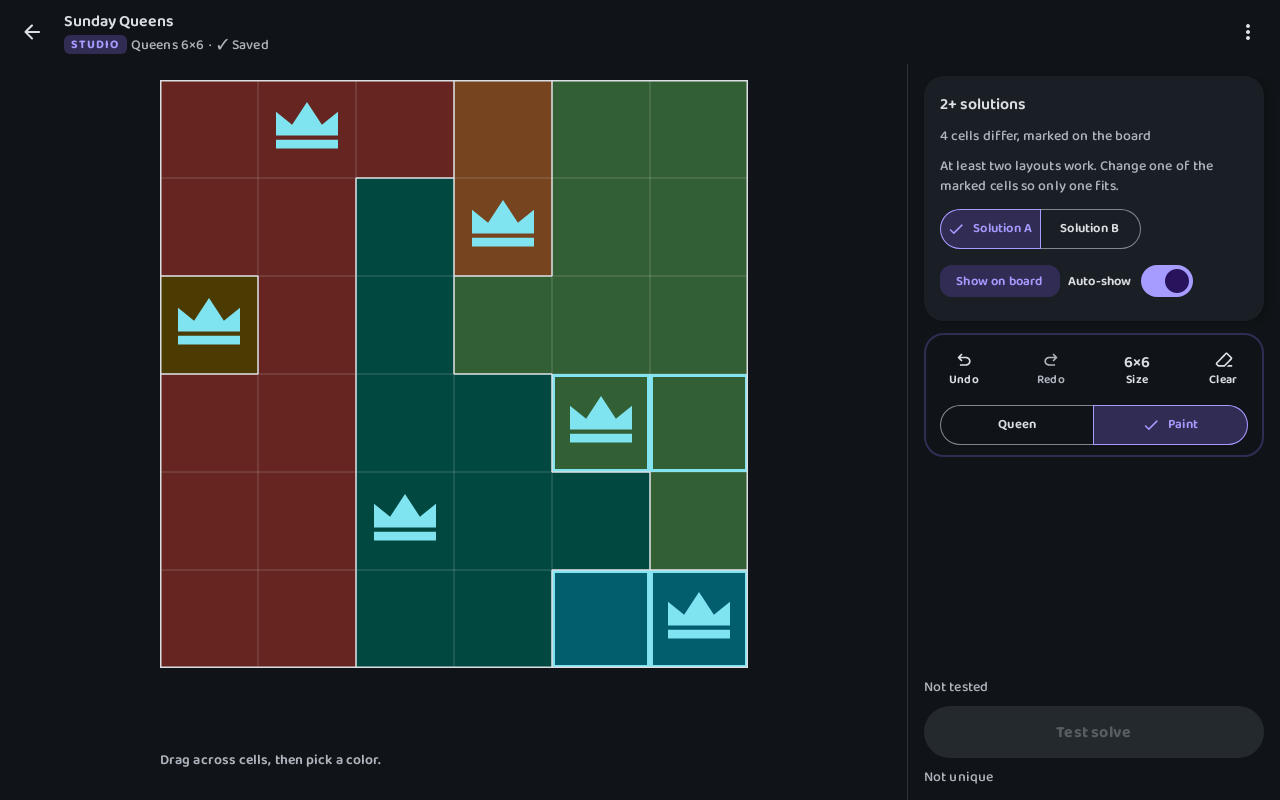 Sunday Queens
STUDIO Queens 6×6 · ✓ Saved
2+ solutions
4 cells differ, marked on the board
At least two layouts work. Change one of the
marked cells so only one fits.
Solution A Solution B
Show on board Auto-show
6×6
Undo Redo Size Clear
Queen Paint
Not tested
Test solve
Drag across cells, then pick a color.
Not unique